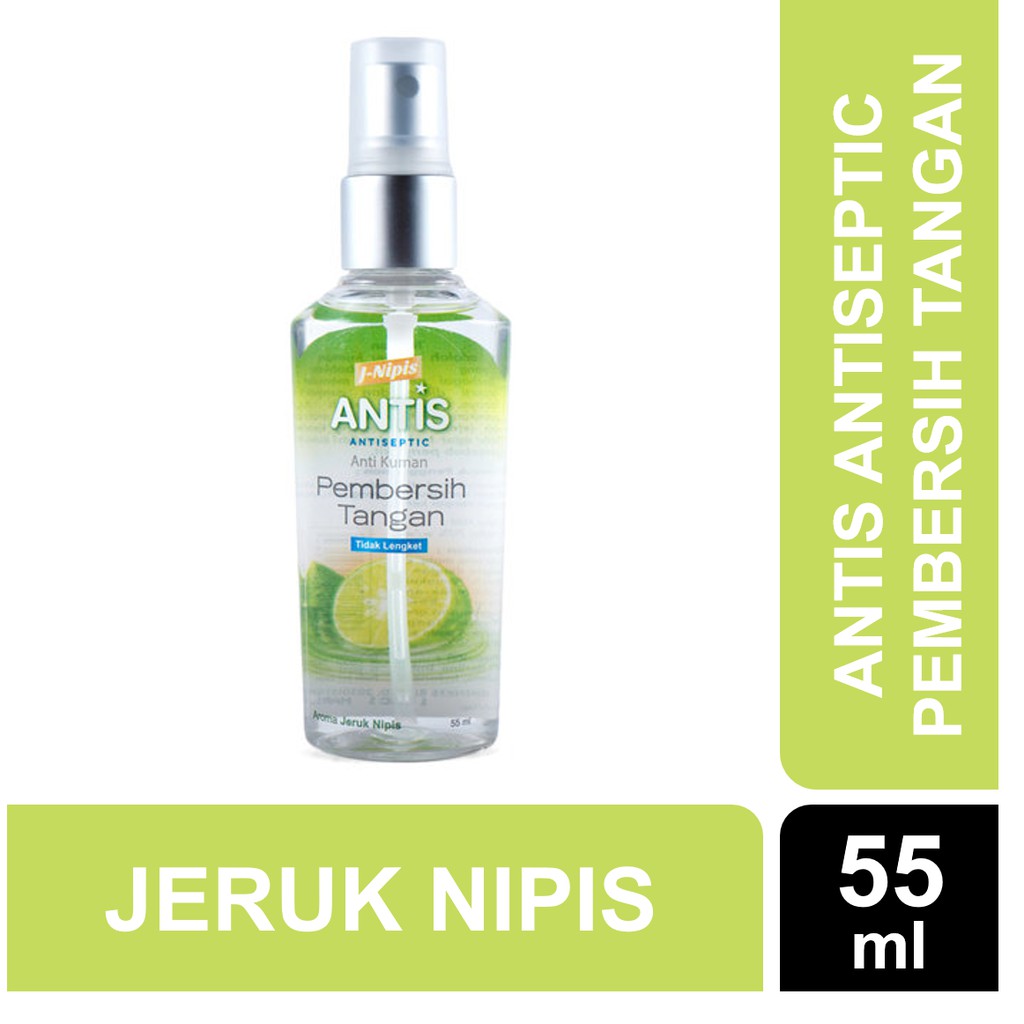 J-Nipis
ANTIS
ANTISEPTIC
Anti Kuman
Pembersih
Tangan
Tidak Lengket
Aroma Jeruk Nipis
55 ml
ANTIS ANTISEPTIC
PEMBERSIH TANGAN
JERUK NIPIS
55
ml